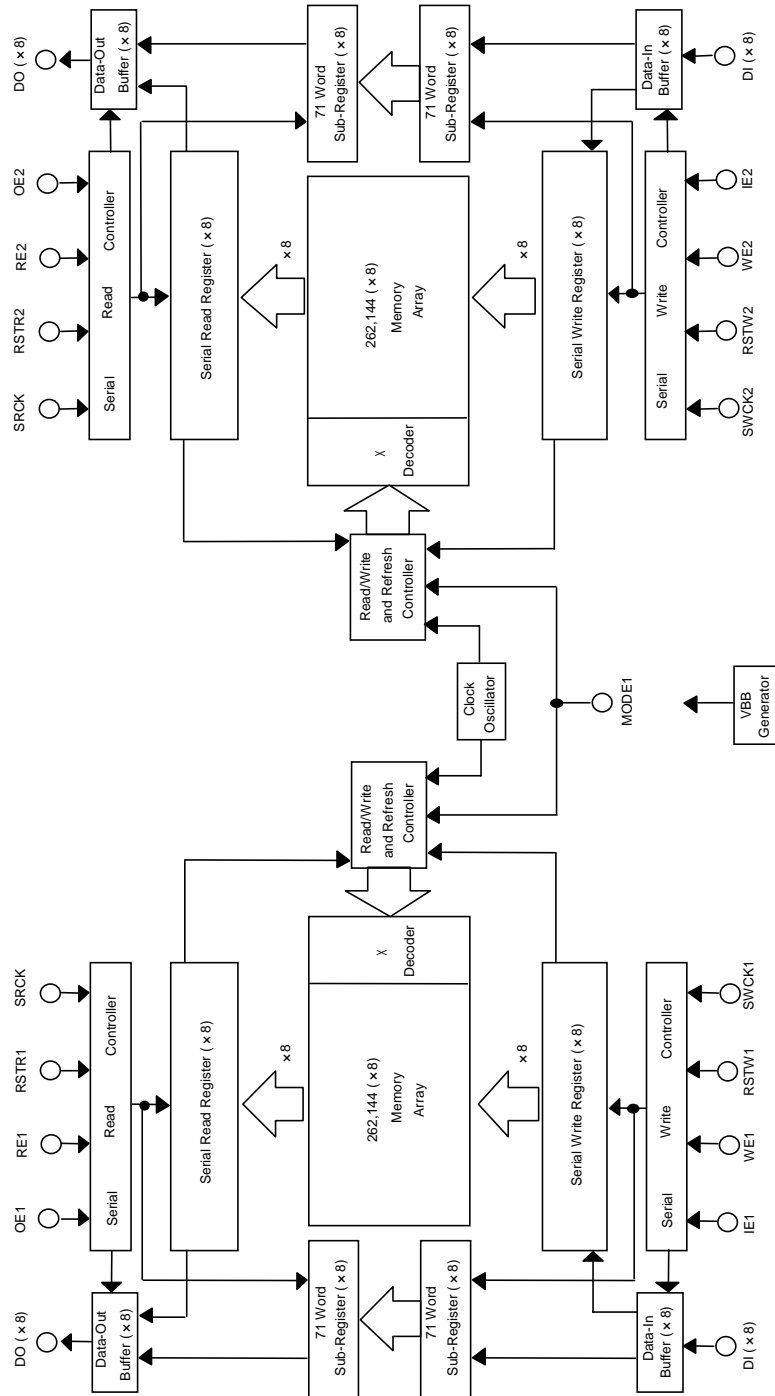 DO (×8)
OE1
RE1
RSTR1
SRCK
SRCK
RSTR2
RE2
OE2
DO (×8)
Data-Out
Buffer (×8)
Serial Read Controller
Serial Read Controller
Data-Out
Buffer (×8)
Serial Read Register (×8)
Serial Read Register (×8)
71 Word
Sub-Register (×8)
×8
×8
71 Word
Sub-Register (×8)
262,144 (×8)
Memory
Array
X
Decoder
Read/Write
and Refresh
Controller
Read/Write
and Refresh
Controller
X
Decoder
262,144 (×8)
Memory
Array
71 Word
Sub-Register (×8)
×8
Clock
Oscillator
×8
71 Word
Sub-Register (×8)
Serial Write Register (×8)
Serial Write Register (×8)
MODE1
Data-In
Buffer (×8)
Serial Write Controller
Serial Write Controller
Data-In
Buffer (×8)
DI (×8)
IE1
WE1
RSTW1
SWCK1
VBB
Generator
SWCK2
RSTW2
WE2
IE2
DI (×8)